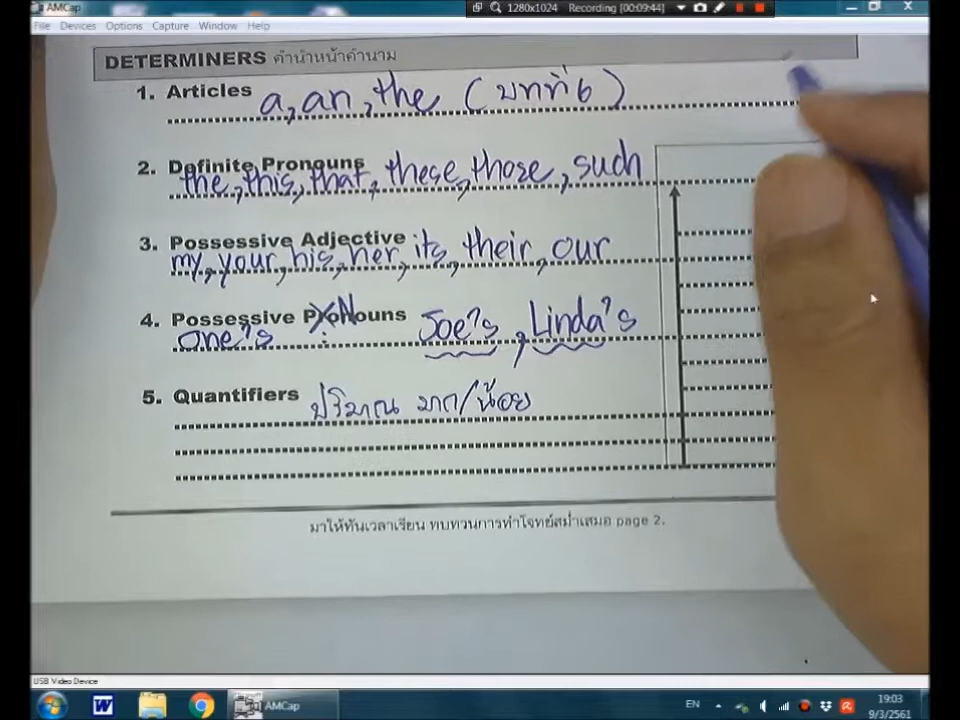 AMCap
1280x1024 Recording [00:09:44]
File Devices Options Capture Window Help
DETERMINERS คำนำหน้าคำนาม
1. Articles a, an, the (บทที่ 6)
2. Definite Pronouns
the, this, that, these, those, such
3. Possessive Adjective
my, your, his, her, its, their, our
4. Possessive ProNouns Joe's, Linda's
N
one's
5. Quantifiers ปริมาณ มาก/น้อย
มาให้ทันเวลาเรียน ทบทวนการทำโจทย์สม่ำเสมอ page 2.
USB Video Device
AMCap EN 19:03
9/3/2561